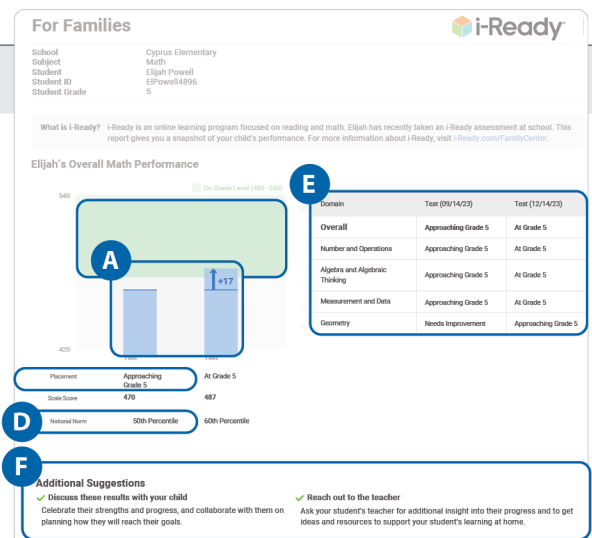 For Families
i-Ready
School Cyprus Elementary
Subject Math
Student Elijah Powell
Student ID ElPowell4896
Student Grade 5
What is i-Ready? i-Ready is an online learning program focused on reading and math. Elijah has recently taken an i-Ready assessment at school. This
report gives you a snapshot of your child's performance. For more information about i-Ready, visit i-Ready.com/FamilyCenter.
Elijah's Overall Math Performance
On Grade Level (480–540)
540
A
+17
420
Test Test
Placement Approaching Grade 5 At Grade 5
Scale Score 470 487
D
National Norm 50th Percentile 60th Percentile
E
Domain Test (09/14/23) Test (12/14/23)
Overall Approaching Grade 5 At Grade 5
Number and Operations Approaching Grade 5 At Grade 5
Algebra and Algebraic
Thinking Approaching Grade 5 At Grade 5
Measurement and Data Approaching Grade 5 At Grade 5
Geometry Needs Improvement Approaching Grade 5
F
Additional Suggestions
Discuss these results with your child
Celebrate their strengths and progress, and collaborate with them on
planning how they will reach their goals.
Reach out to the teacher
Ask your student's teacher for additional insight into their progress and to get
ideas and resources to support your student's learning at home.